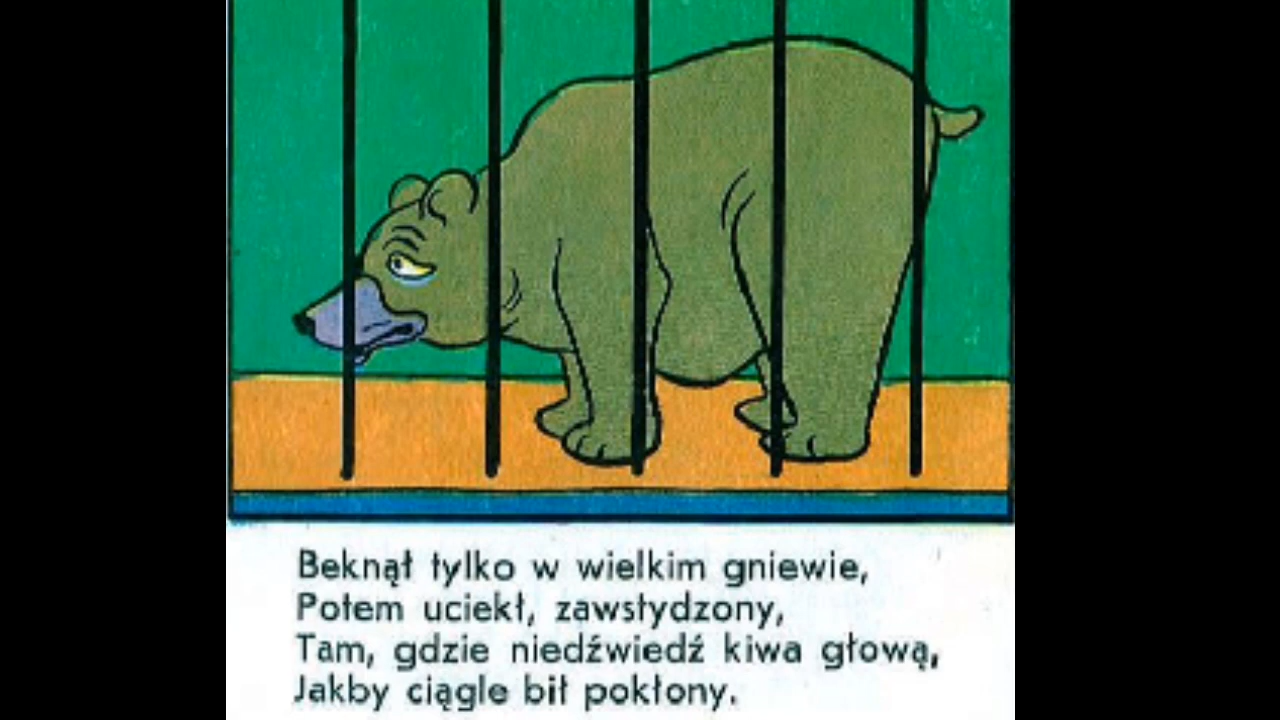 Beknął tylko w wielkim gniewie,
Potem uciekł, zawstydzony,
Tam, gdzie niedźwiedź kiwa głową,
Jakby ciągle bił pokłony.